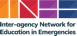 INEE
Inter-agency Network for
Education in Emergencies